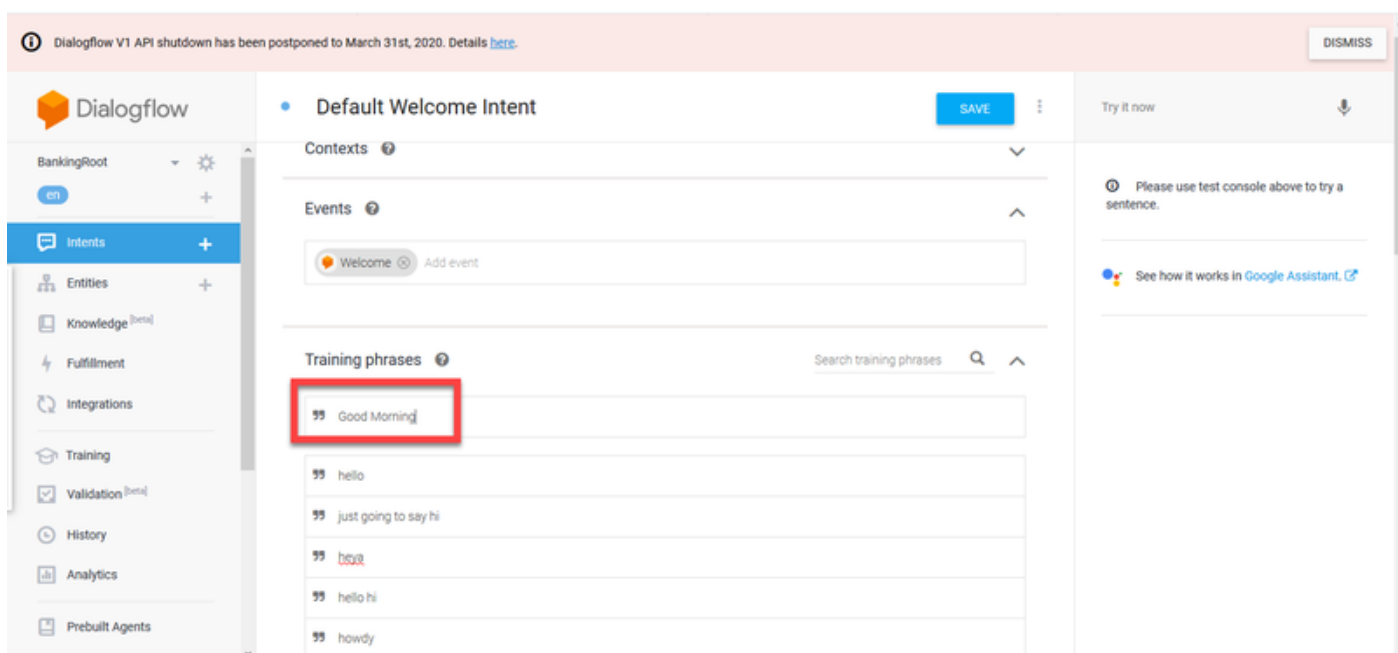 Dialogflow V1 API shutdown has been postponed to March 31st, 2020. Details here.
DISMISS
Dialogflow
Default Welcome Intent
SAVE
Try it now
BankingRoot
en
Intents
Entities
Knowledge [beta]
Fulfillment
Integrations
Training
Validation [beta]
History
Analytics
Prebuilt Agents
Contexts
Events
Welcome Add event
Training phrases
Search training phrases
Good Morning
hello
just going to say hi
heya
hello hi
howdy
Please use test console above to try a
sentence.
See how it works in Google Assistant.